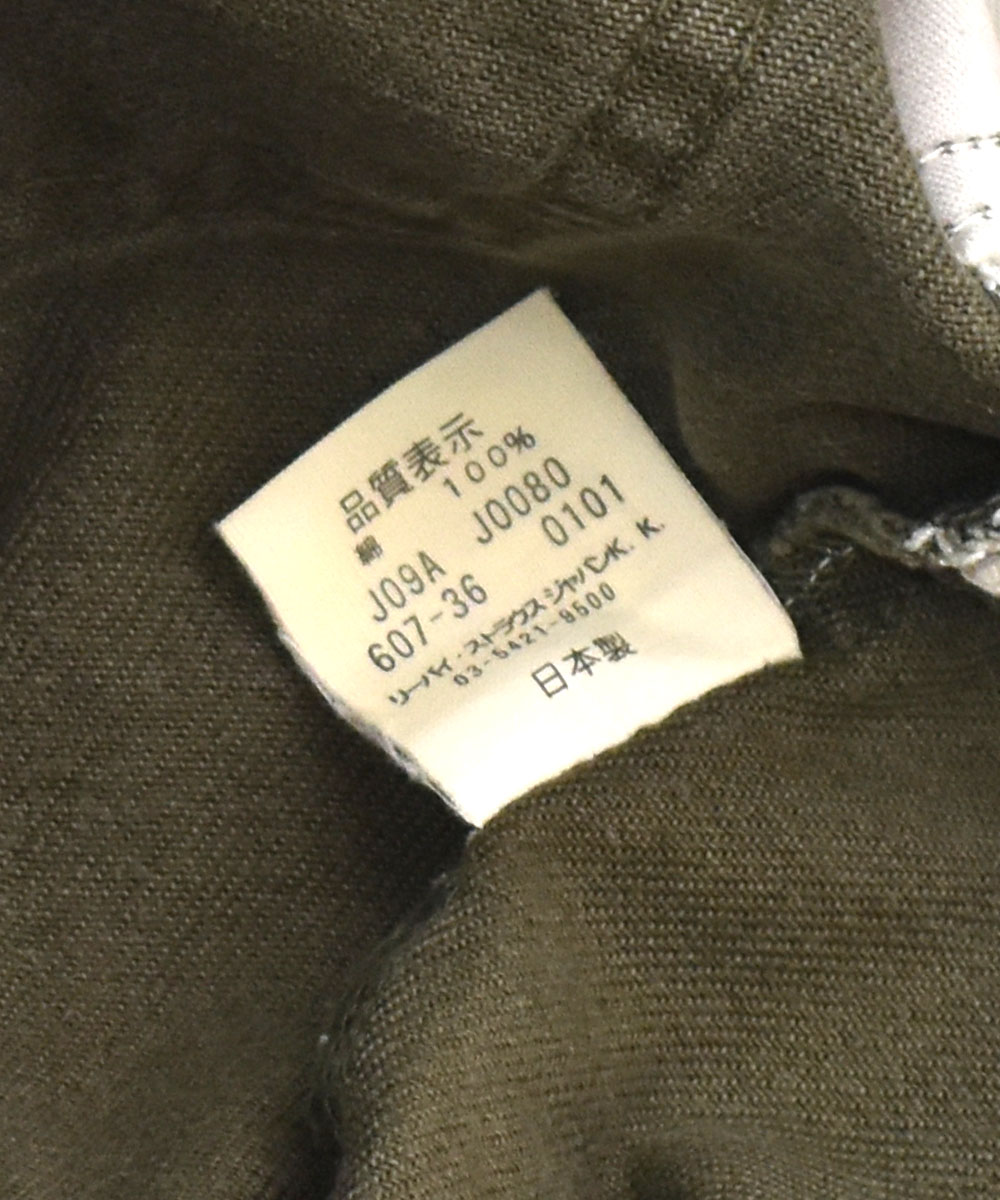 品質表示
綿 100%
J09A J0080
607-36 0101
リーバイ・ストラウス ジャパンK. K.
03-5421-9500
日本製